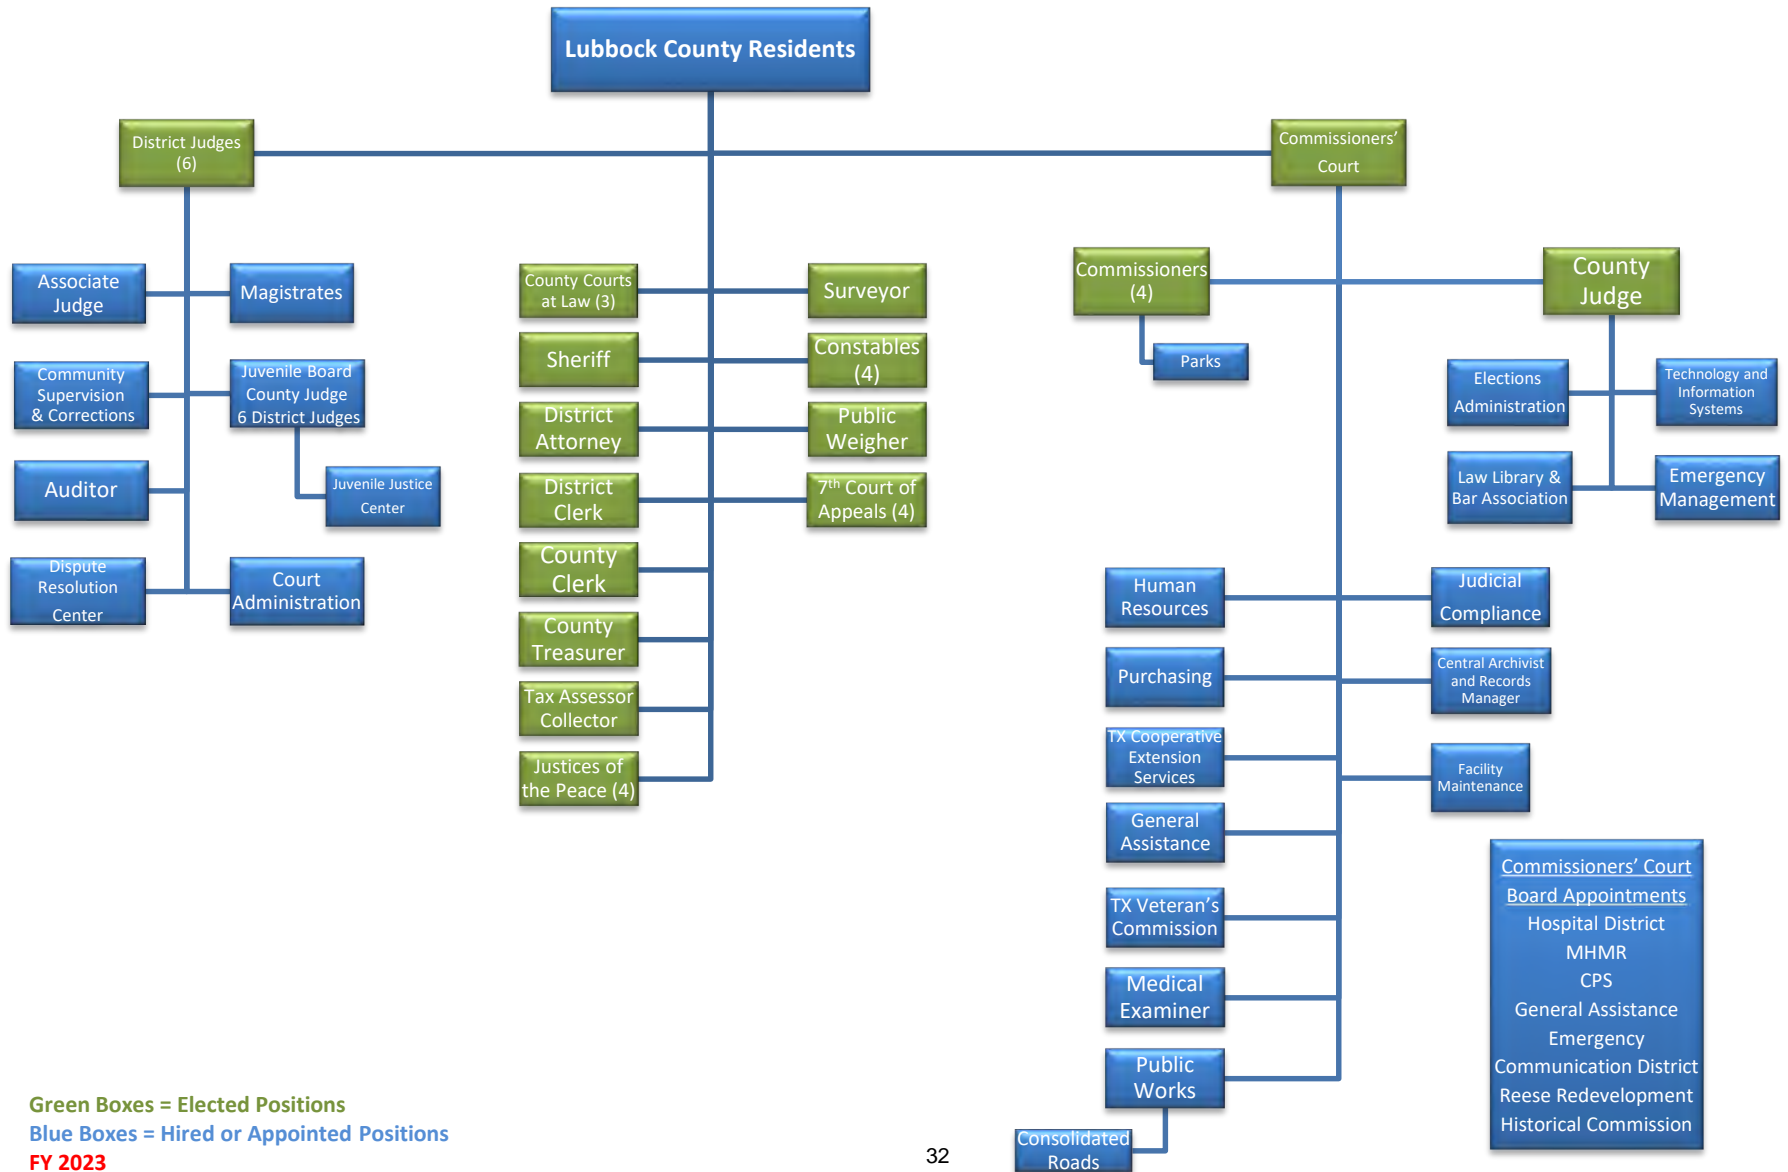 Lubbock County Residents
District Judges
(6)
Commissioners'
Court
Associate
Judge
Magistrates
Community
Supervision
& Corrections
Juvenile Board
County Judge
6 District Judges
Auditor
Juvenile Justice
Center
Dispute
Resolution
Center
Court
Administration
County Courts
at Law (3)
Surveyor
Sheriff
Constables
(4)
District
Attorney
Public
Weigher
District
Clerk
7th Court of
Appeals (4)
County
Clerk
County
Treasurer
Tax Assessor
Collector
Justices of
the Peace (4)
Commissioners
(4)
Parks
County
Judge
Elections
Administration
Technology and
Information
Systems
Law Library &
Bar Association
Emergency
Management
Human
Resources
Judicial
Compliance
Purchasing
Central Archivist
and Records
Manager
TX Cooperative
Extension
Services
Facility
Maintenance
General
Assistance
TX Veteran's
Commission
Medical
Examiner
Public
Works
Consolidated
Roads
Commissioners' Court
Board Appointments
Hospital District
MHMR
CPS
General Assistance
Emergency
Communication District
Reese Redevelopment
Historical Commission
Green Boxes = Elected Positions
Blue Boxes = Hired or Appointed Positions
FY 2023
32